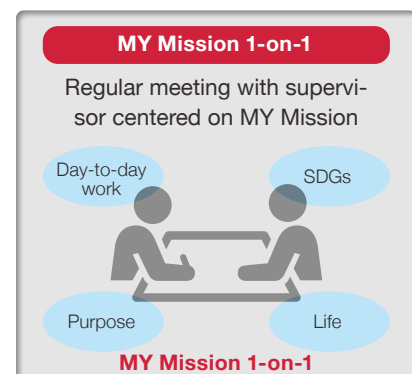 MY Mission 1-on-1
Regular meeting with supervi-
sor centered on MY Mission
Day-to-day
work
SDGs
Purpose
Life
MY Mission 1-on-1